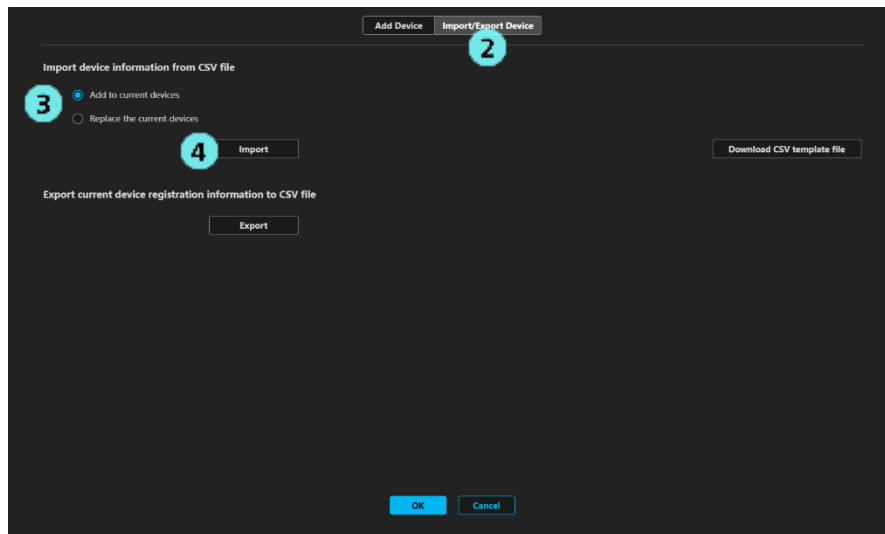 Add Device
Import/Export Device
2
Import device information from CSV file
3
Add to current devices
Replace the current devices
4
Import
Download CSV template file
Export current device registration information to CSV file
Export
OK
Cancel